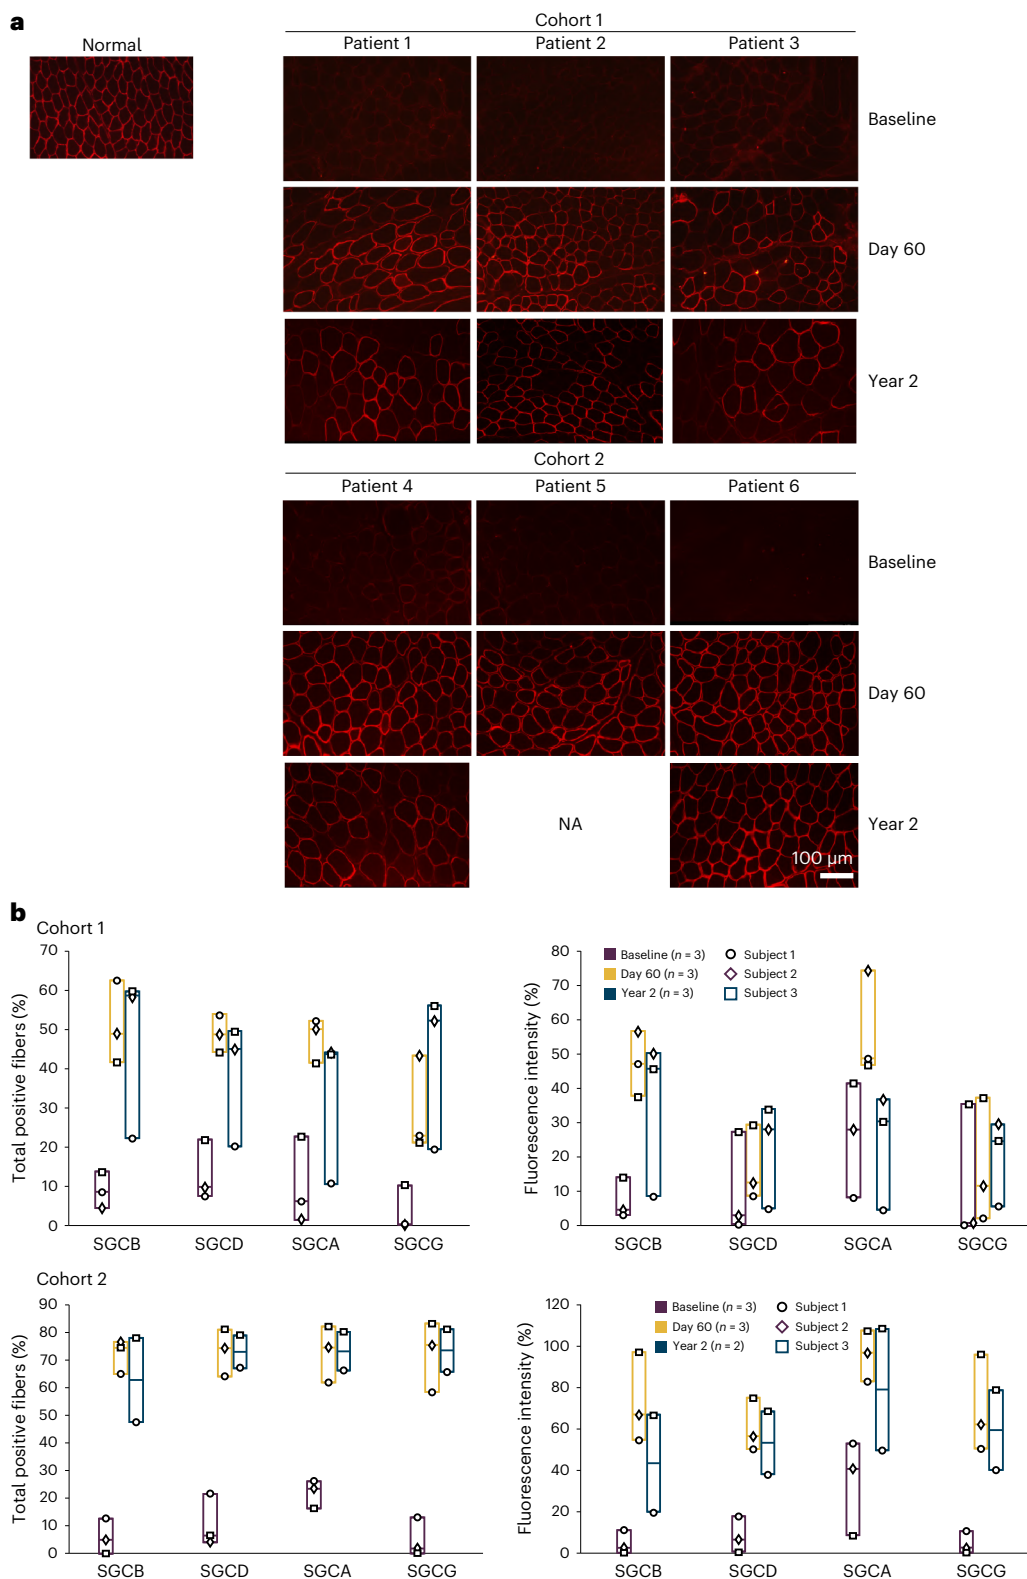 a
Normal
Cohort 1
Patient 1 Patient 2 Patient 3
Baseline
Day 60
Year 2
Cohort 2
Patient 4 Patient 5 Patient 6
Baseline
Day 60
NA
Year 2
100 µm
b
Cohort 1
Total positive fibers (%)
70
60
50
40
30
20
10
0
SGCB SGCD SGCA SGCG
Fluorescence intensity (%)
80
70
60
50
40
30
20
10
0
Baseline (n = 3) Subject 1
Day 60 (n = 3) Subject 2
Year 2 (n = 3) Subject 3
SGCB SGCD SGCA SGCG
Cohort 2
Total positive fibers (%)
90
80
70
60
50
40
30
20
10
0
SGCB SGCD SGCA SGCG
Fluorescence intensity (%)
120
100
80
60
40
20
0
Baseline (n = 3) Subject 1
Day 60 (n = 3) Subject 2
Year 2 (n = 2) Subject 3
SGCB SGCD SGCA SGCG